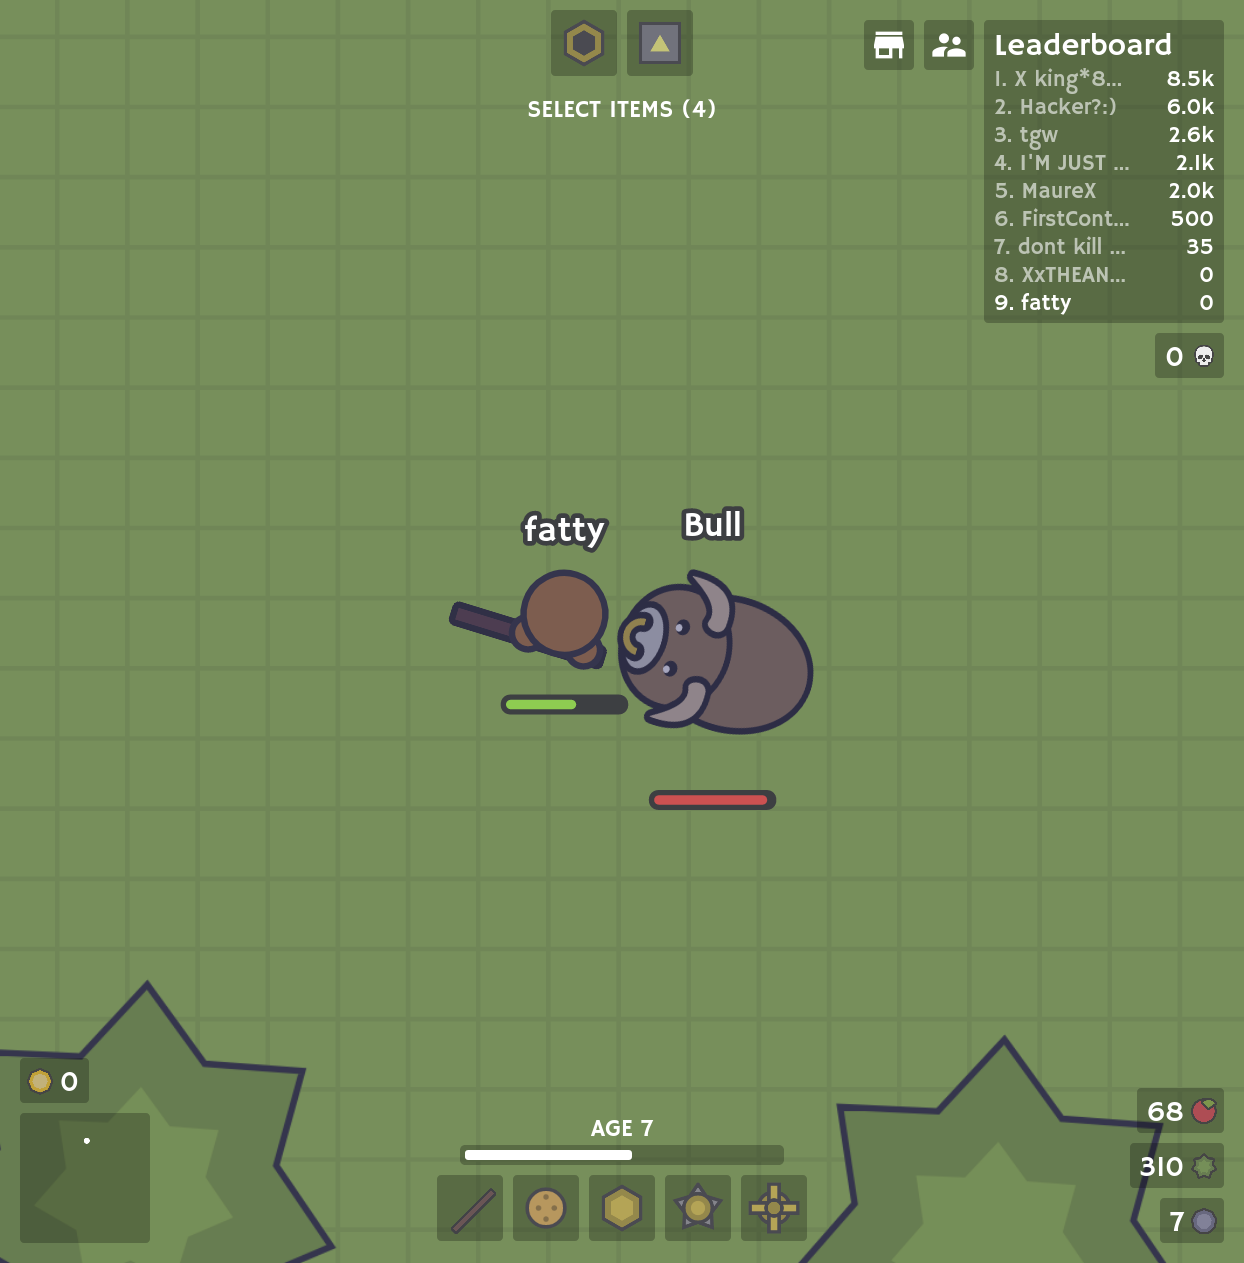 SELECT ITEMS (4)
Leaderboard
1. X king*8... 8.5k
2. Hacker?:) 6.0k
3. tgw 2.6k
4. I'M JUST ... 2.1k
5. MaureX 2.0k
6. FirstCont... 500
7. dont kill ... 35
8. XxTHEAN... 0
9. fatty 0
0
fatty
Bull
0
AGE 7
68
310
7